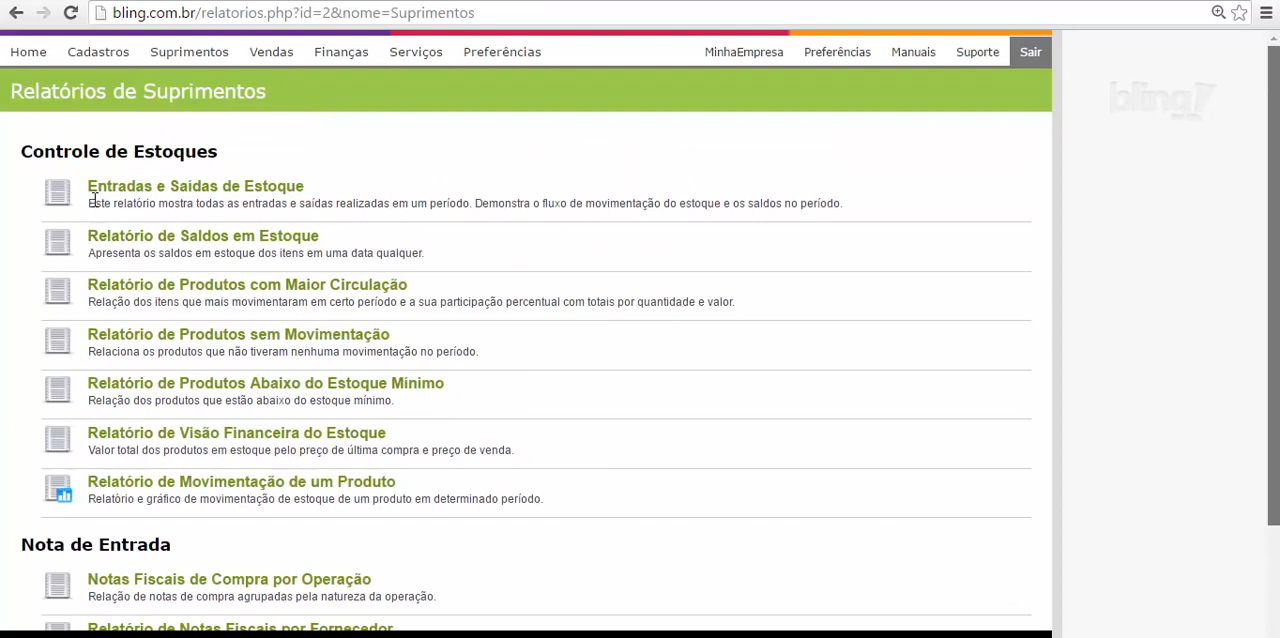 bling.com.br/relatorios.php?id=2&nome=Suprimentos
Home Cadastros Suprimentos Vendas Finanças Serviços Preferências MinhaEmpresa Preferências Manuais Suporte Sair
Relatórios de Suprimentos
bling
Controle de Estoques
Entradas e Saídas de Estoque
Este relatório mostra todas as entradas e saídas realizadas em um período. Demonstra o fluxo de movimentação do estoque e os saldos no período.
Relatório de Saldos em Estoque
Apresenta os saldos em estoque dos itens em uma data qualquer.
Relatório de Produtos com Maior Circulação
Relação dos itens que mais movimentaram em certo período e a sua participação percentual com totais por quantidade e valor.
Relatório de Produtos sem Movimentação
Relaciona os produtos que não tiveram nenhuma movimentação no período.
Relatório de Produtos Abaixo do Estoque Mínimo
Relação dos produtos que estão abaixo do estoque mínimo.
Relatório de Visão Financeira do Estoque
Valor total dos produtos em estoque pelo preço de última compra e preço de venda.
Relatório de Movimentação de um Produto
Relatório e gráfico de movimentação de estoque de um produto em determinado período.
Nota de Entrada
Notas Fiscais de Compra por Operação
Relação de notas de compra agrupadas pela natureza da operação.
Relatório de Notas Fiscais por Fornecedor